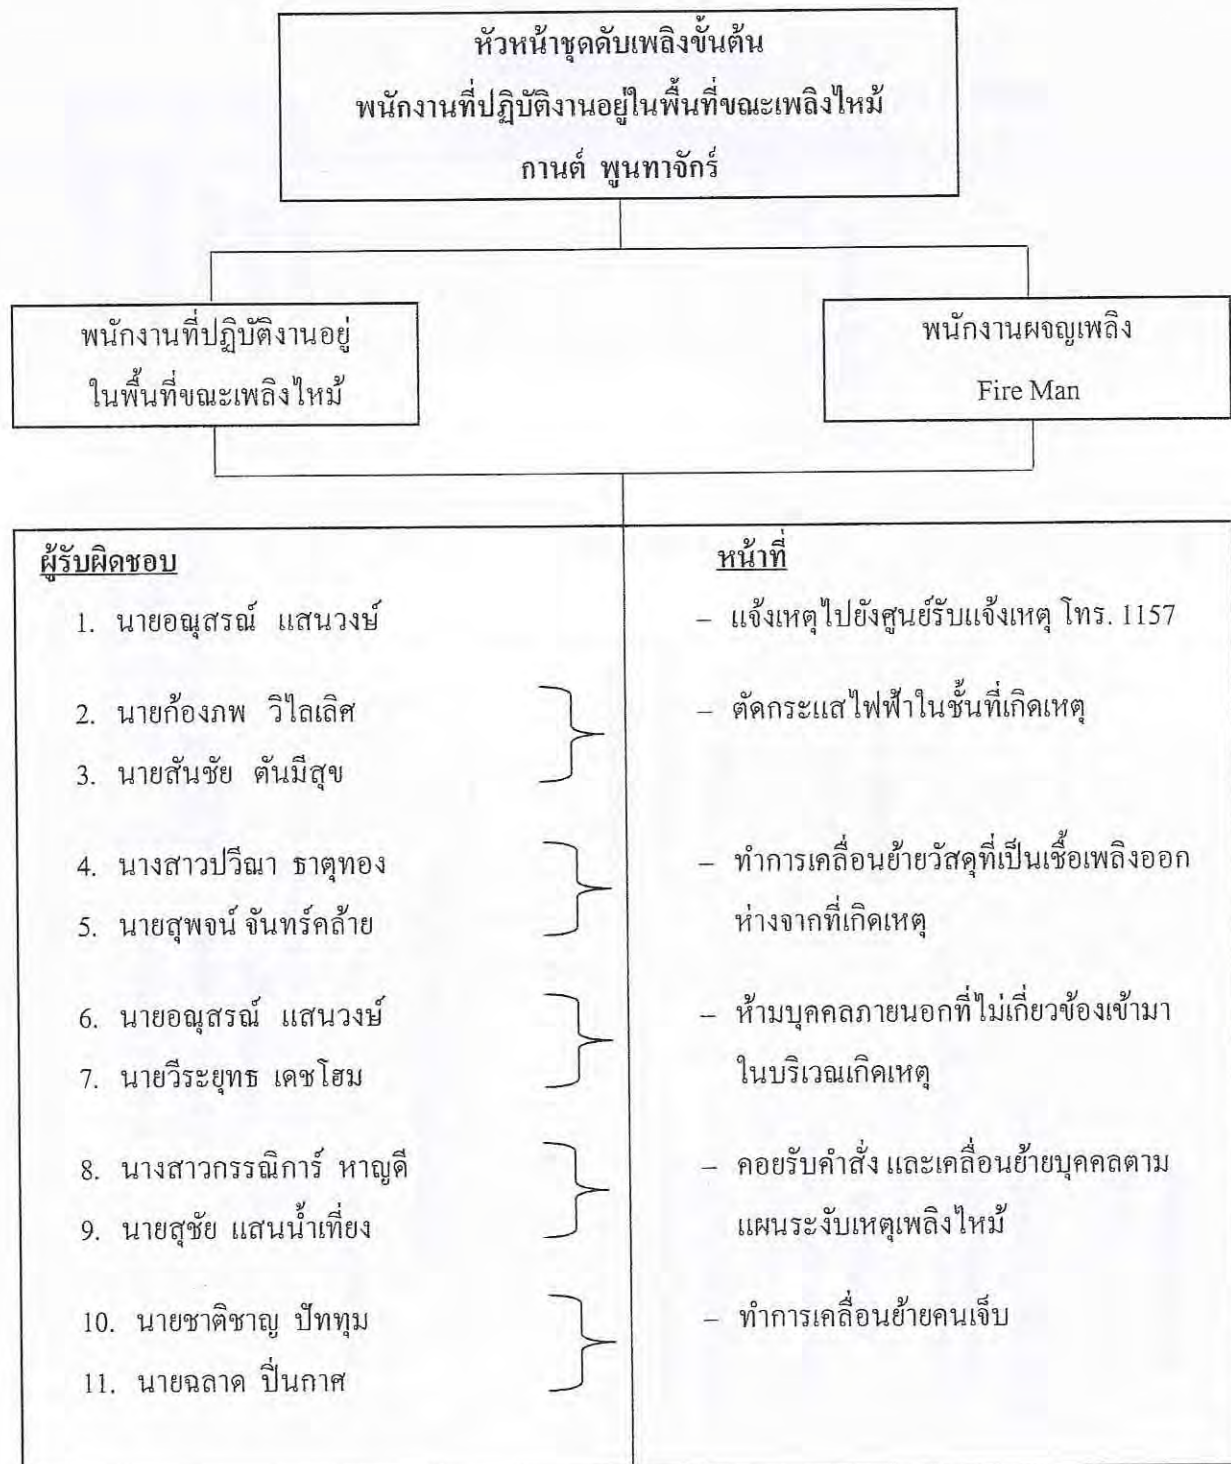 หัวหน้าชุดดับเพลิงขั้นต้น
พนักงานที่ปฏิบัติงานอยู่ในพื้นที่ขณะเพลิงไหม้
กานต์ พูนทาจักร์
พนักงานที่ปฏิบัติงานอยู่
ในพื้นที่ขณะเพลิงไหม้
พนักงานผจญเพลิง
Fire Man
ผู้รับผิดชอบ
หน้าที่
1. นายอณุสรณ์ แสนวงษ์
– แจ้งเหตุไปยังศูนย์รับแจ้งเหตุ โทร. 1157
2. นายก้องภพ วิไลเลิศ
– ตัดกระแสไฟฟ้าในชั้นที่เกิดเหตุ
3. นายสันชัย ตันมีสุข
4. นางสาวปวีณา ธาตุทอง
– ทำการเคลื่อนย้ายวัสดุที่เป็นเชื้อเพลิงออก
5. นายสุพจน์ จันทร์คล้าย
ห่างจากที่เกิดเหตุ
6. นายอณุสรณ์ แสนวงษ์
– ห้ามบุคคลภายนอกที่ไม่เกี่ยวข้องเข้ามา
7. นายวีระยุทธ เดชโฮม
ในบริเวณเกิดเหตุ
8. นางสาวกรรณิการ์ หาญดี
– คอยรับคำสั่ง และเคลื่อนย้ายบุคคลตาม
9. นายสุชัย แสนน้ำเที่ยง
แผนระงับเหตุเพลิงไหม้
10. นายชาติชาญ ปัททุม
– ทำการเคลื่อนย้ายคนเจ็บ
11. นายฉลาด ปิ่นกาศ